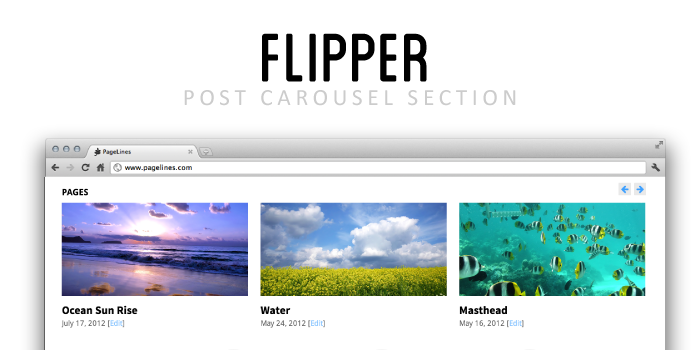 FLIPPER
POST CAROUSEL SECTION
PageLines
www.pagelines.com
PAGES
Ocean Sun Rise
July 17, 2012 [Edit]
Water
May 24, 2012 [Edit]
Masthead
May 16, 2012 [Edit]